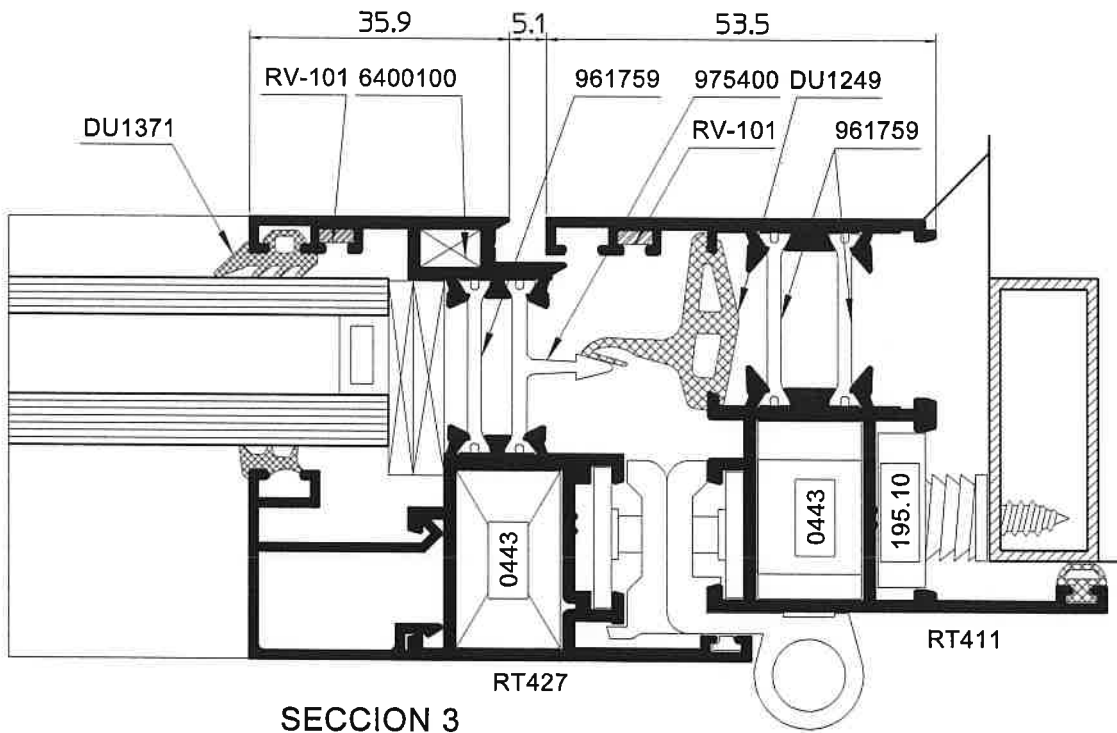 35.9 5.1 53.5
RV-101 6400100 961759 975400 DU1249
DU1371 RV-101 961759
0443 0443 195.10
RT411
RT427
SECCION 3